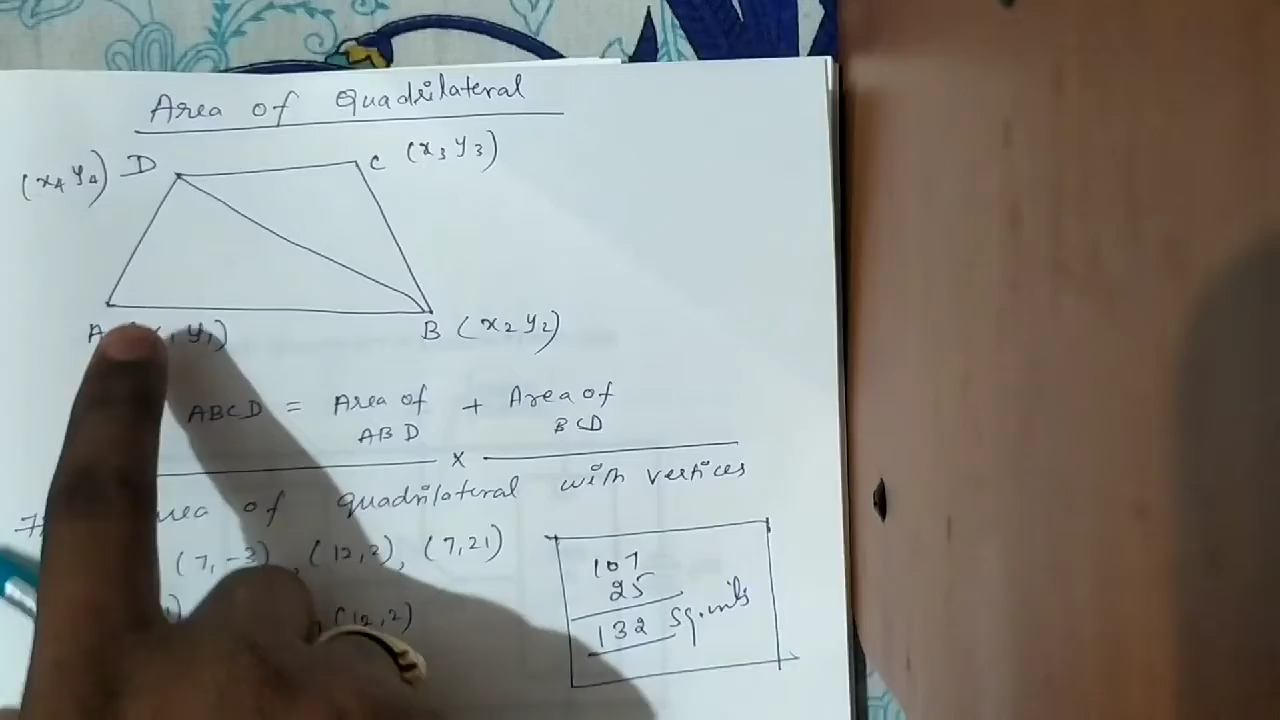 Area of quadrilateral
(x4 y4) D C (x3 y3)
A y1) B (x2 y2)
ABCD = Area of ABD + Area of BCD
x
of quadrilateral with vertices
(7,-3), (12,2), (7,21)
(12,2)
107
25
132 sq.units